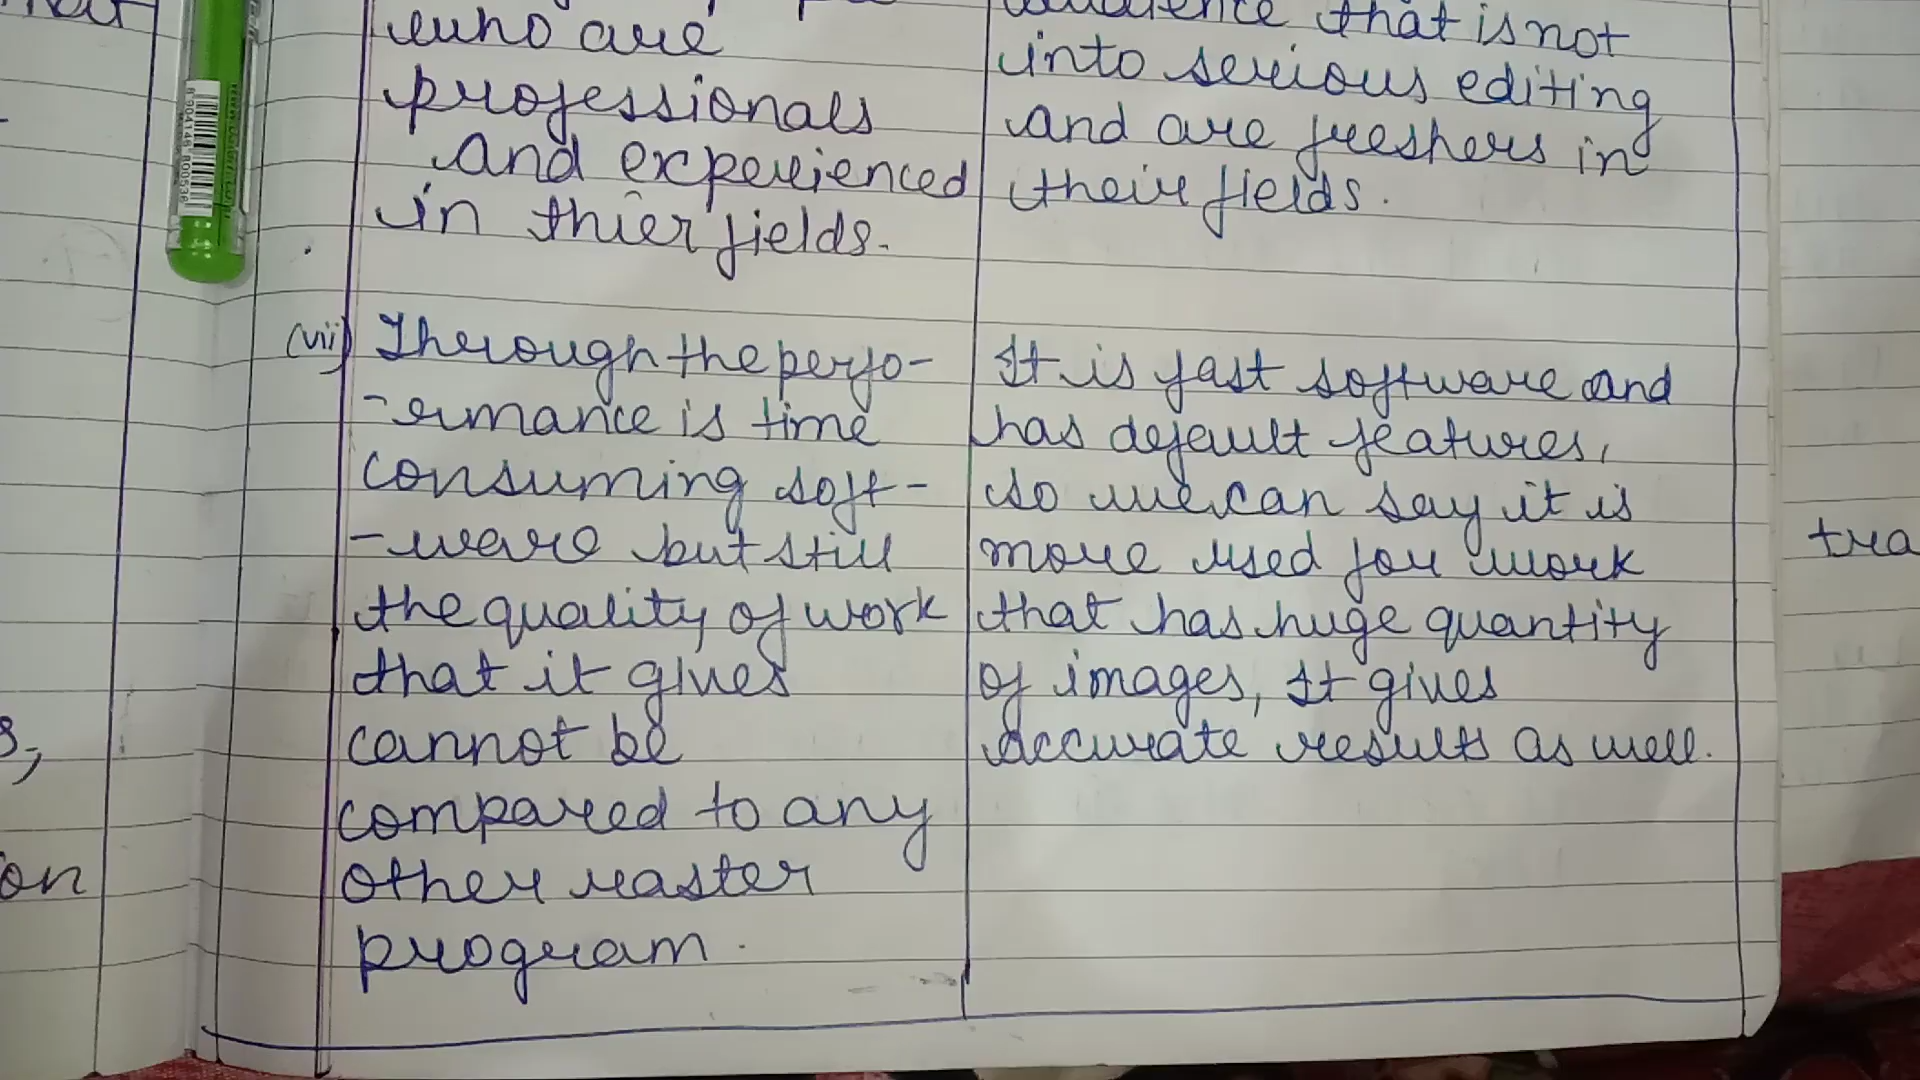 who are
professionals
and experienced
in thier fields.
that is not
into serious editing
and are freshers in
their fields.
(vii) Through the perfo-
-ormance is time
consuming soft-
-ware but still
the quality of work
that it gives
cannot be
compared to any
other raster
program.
It is fast software and
has default features,
so we can say it is
more used for work
that has huge quantity
of images, It gives
accurate results as well.
s,
on
tra